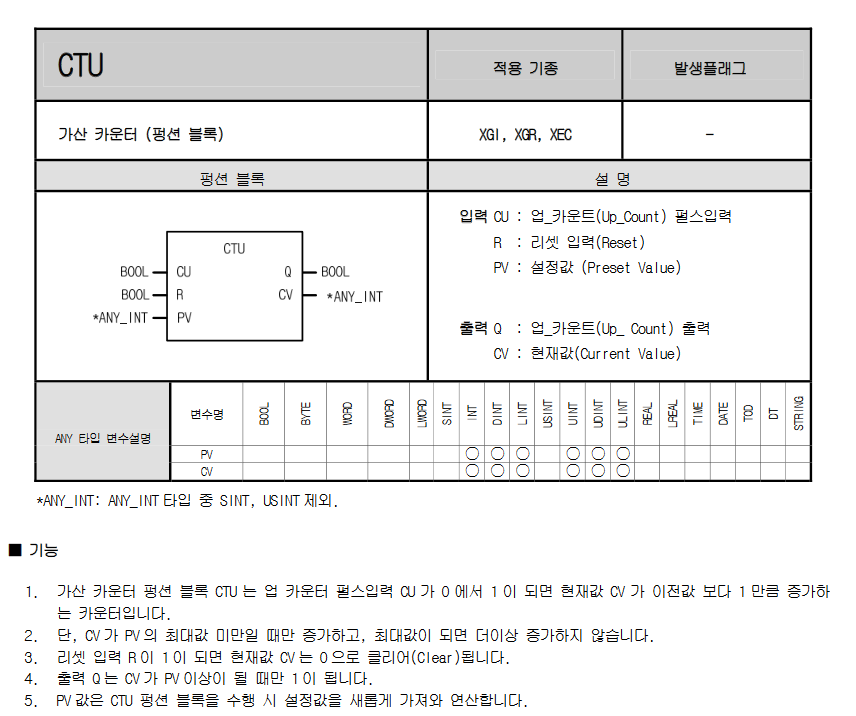 CTU
적용 기종
발생플래그
가산 카운터 (펑션 블록)
XGI, XGR, XEC
-
펑션 블록
설 명
CTU
BOOL CU Q BOOL
BOOL R CV *ANY_INT
*ANY_INT PV
입력 CU : 업_카운트(Up_Count) 펄스입력
R : 리셋 입력(Reset)
PV : 설정값 (Preset Value)
출력 Q : 업_카운트(Up_ Count) 출력
CV : 현재값(Current Value)
ANY 타입 변수설명
변수명 BOOL BYTE WORD DWORD LWORD SINT INT DINT LINT USINT UINT UDINT ULINT REAL LREAL TIME DATE TOD DT STRING
PV ○ ○ ○ ○ ○ ○
CV ○ ○ ○ ○ ○ ○
*ANY_INT: ANY_INT 타입 중 SINT, USINT 제외.
■ 기능
1. 가산 카운터 펑션 블록 CTU 는 업 카운터 펄스입력 CU 가 0 에서 1 이 되면 현재값 CV 가 이전값 보다 1 만큼 증가하
는 카운터입니다.
2. 단, CV 가 PV 의 최대값 미만일 때만 증가하고, 최대값이 되면 더이상 증가하지 않습니다.
3. 리셋 입력 R 이 1 이 되면 현재값 CV 는 0 으로 클리어(Clear)됩니다.
4. 출력 Q 는 CV 가 PV 이상이 될 때만 1 이 됩니다.
5. PV 값은 CTU 펑션 블록을 수행 시 설정값을 새롭게 가져와 연산합니다.